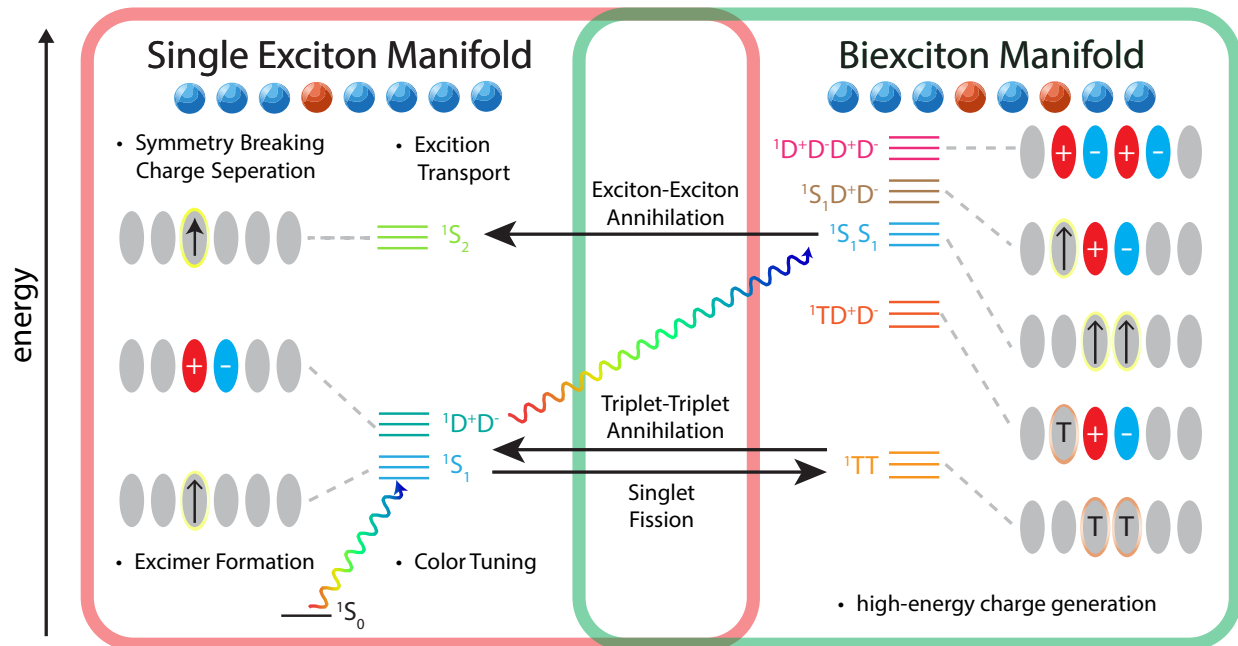 Single Exciton Manifold
Biexciton Manifold
energy
• Symmetry Breaking
Charge Seperation
• Excition
Transport
¹S₂
+ -
¹D⁺D⁻
¹S₁
• Excimer Formation
• Color Tuning
¹S₀
Exciton-Exciton
Annihilation
Triplet-Triplet
Annihilation
Singlet
Fission
¹D⁺D⁻D⁺D⁻
¹S₁D⁺D⁻
¹S₁S₁
¹TD⁺D⁻
¹TT
+ - + -
+ -
T + -
T T
• high-energy charge generation